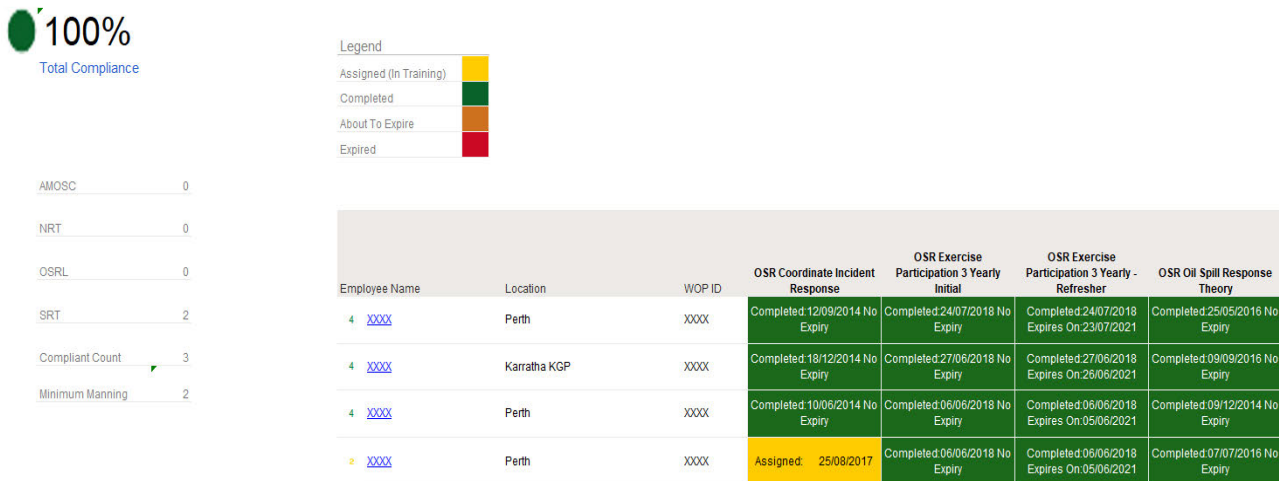 100%
Total Compliance
Legend
Assigned (In Training)
Completed
About To Expire
Expired
AMOSC 0
NRT 0
OSRL 0
SRT 2
Compliant Count 3
Minimum Manning 2
OSR Exercise OSR Exercise
OSR Coordinate Incident Participation 3 Yearly Participation 3 Yearly - OSR Oil Spill Response
Employee Name Location WOP ID Response Initial Refresher Theory
Completed:12/09/2014 No Completed:24/07/2018 No Completed:24/07/2018 Completed:25/05/2016 No
4 XXXX Perth XXXX Expiry Expiry Expires On:23/07/2021 Expiry
Completed:18/12/2014 No Completed:27/06/2018 No Completed:27/06/2018 Completed:09/09/2016 No
4 XXXX Karratha KGP XXXX Expiry Expiry Expires On:26/06/2021 Expiry
Completed:10/06/2014 No Completed:06/06/2018 No Completed:06/06/2018 Completed:09/12/2014 No
4 XXXX Perth XXXX Expiry Expiry Expires On:05/06/2021 Expiry
Completed:06/06/2018 No Completed:06/06/2018 Completed:07/07/2016 No
2 XXXX Perth XXXX Assigned: 25/08/2017 Expiry Expires On:05/06/2021 Expiry